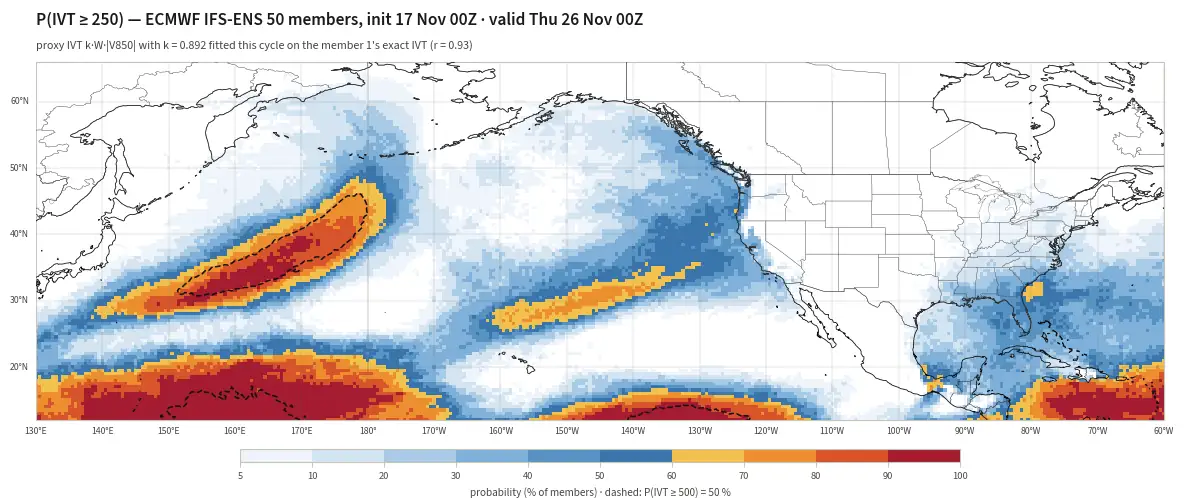 P(IVT ≥ 250) — ECMWF IFS-ENS 50 members, init 17 Nov 00Z · valid Thu 26 Nov 00Z
proxy IVT k·W·|V850| with k = 0.892 fitted this cycle on the member 1's exact IVT (r = 0.93)
60°N
50°N
40°N
30°N
20°N
130°E 140°E 150°E 160°E 170°E 180° 170°W 160°W 150°W 140°W 130°W 120°W 110°W 100°W 90°W 80°W 70°W 60°W
5 10 20 30 40 50 60 70 80 90 100
probability (% of members) · dashed: P(IVT ≥ 500) = 50 %